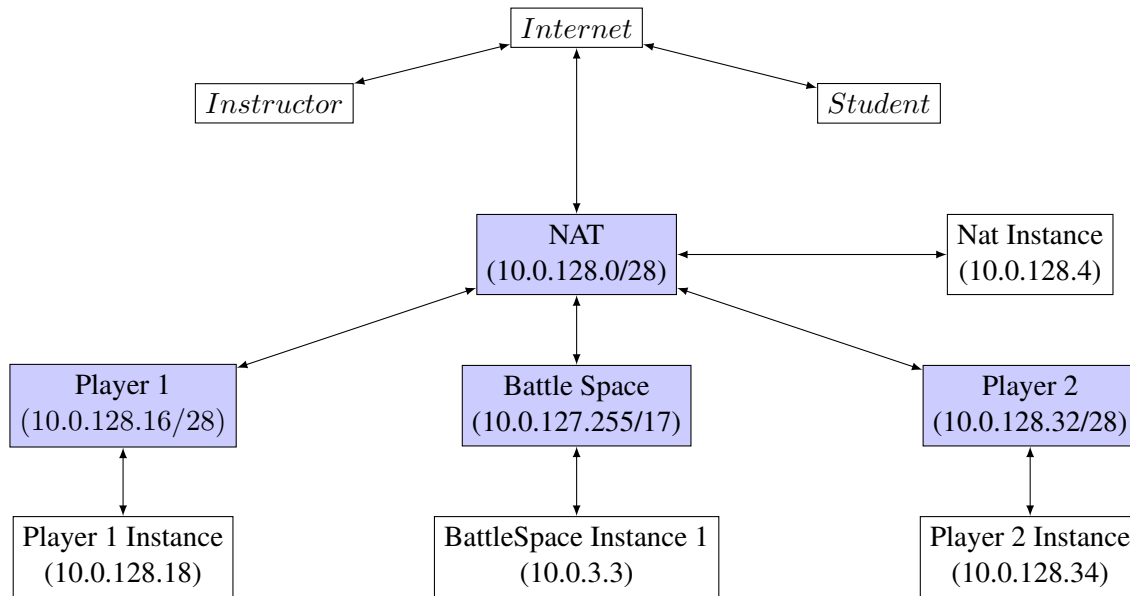 Internet
Instructor
Student
NAT
(10.0.128.0/28)
Nat Instance
(10.0.128.4)
Player 1
(10.0.128.16/28)
Battle Space
(10.0.127.255/17)
Player 2
(10.0.128.32/28)
Player 1 Instance
(10.0.128.18)
BattleSpace Instance 1
(10.0.3.3)
Player 2 Instance
(10.0.128.34)